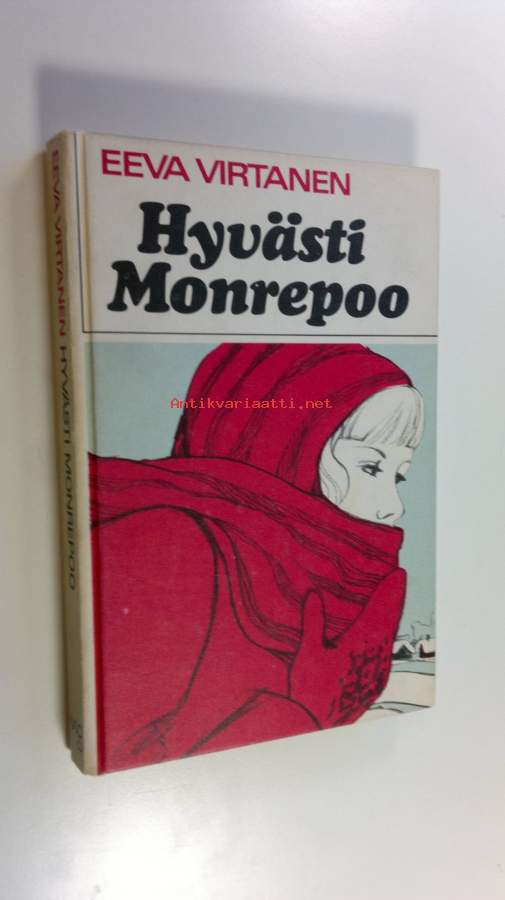 EEVA VIRTANEN
Hyvästi
Monrepoo
Antikvariaatti.net
EEVA VIRTANEN HYVÄSTI MONREPOO